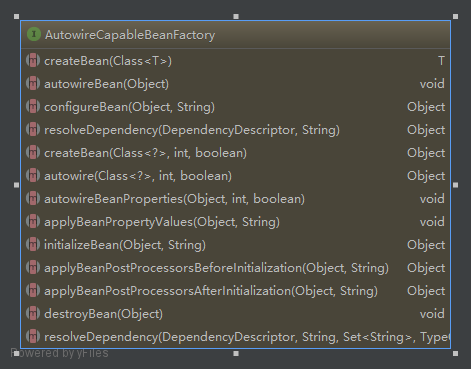 I AutowireCapableBeanFactory
m createBean(Class<T>) T
m autowireBean(Object) void
m configureBean(Object, String) Object
m resolveDependency(DependencyDescriptor, String) Object
m createBean(Class<?>, int, boolean) Object
m autowire(Class<?>, int, boolean) Object
m autowireBeanProperties(Object, int, boolean) void
m applyBeanPropertyValues(Object, String) void
m initializeBean(Object, String) Object
m applyBeanPostProcessorsBeforeInitialization(Object, String) Object
m applyBeanPostProcessorsAfterInitialization(Object, String) Object
m destroyBean(Object) void
m resolveDependency(DependencyDescriptor, String, Set<String>, Type
Powered by yFiles